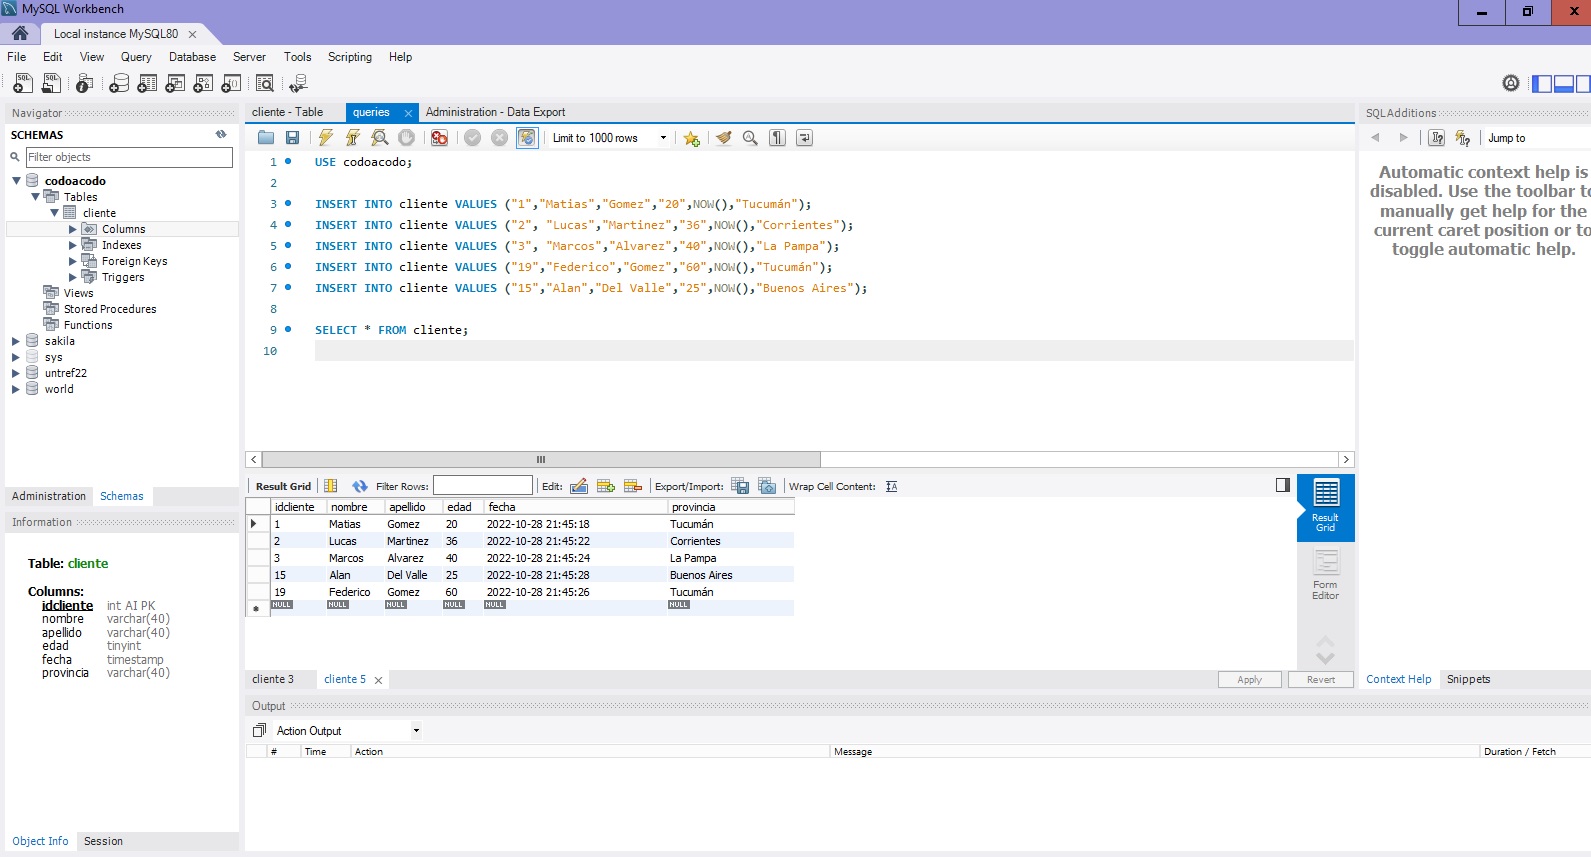 MySQL Workbench
Local instance MySQL80
File Edit View Query Database Server Tools Scripting Help
Navigator
SCHEMAS
Filter objects
codoacodo
Tables
cliente
Columns
Indexes
Foreign Keys
Triggers
Views
Stored Procedures
Functions
sakila
sys
untref22
world
Administration Schemas
Information
Table: cliente
Columns:
idcliente int AI PK
nombre varchar(40)
apellido varchar(40)
edad tinyint
fecha timestamp
provincia varchar(40)
Object Info Session
cliente - Table queries Administration - Data Export
Limit to 1000 rows
1 USE codoacodo;
2
3 INSERT INTO cliente VALUES ("1","Matias","Gomez","20",NOW(),"Tucumán");
4 INSERT INTO cliente VALUES ("2", "Lucas","Martinez","36",NOW(),"Corrientes");
5 INSERT INTO cliente VALUES ("3", "Marcos","Alvarez","40",NOW(),"La Pampa");
6 INSERT INTO cliente VALUES ("19","Federico","Gomez","60",NOW(),"Tucumán");
7 INSERT INTO cliente VALUES ("15","Alan","Del Valle","25",NOW(),"Buenos Aires");
8
9 SELECT * FROM cliente;
10
Result Grid Filter Rows: Edit: Export/Import: Wrap Cell Content:
idcliente nombre apellido edad fecha provincia
1 Matias Gomez 20 2022-10-28 21:45:18 Tucumán
2 Lucas Martinez 36 2022-10-28 21:45:22 Corrientes
3 Marcos Alvarez 40 2022-10-28 21:45:24 La Pampa
15 Alan Del Valle 25 2022-10-28 21:45:28 Buenos Aires
19 Federico Gomez 60 2022-10-28 21:45:26 Tucumán
NULL NULL NULL NULL NULL NULL
Result
Grid
Form
Editor
cliente 3 cliente 5 Apply Revert
Output
Action Output
# Time Action Message Duration / Fetch
SQLAdditions
Jump to
Automatic context help is
disabled. Use the toolbar to
manually get help for the
current caret position or to
toggle automatic help.
Context Help Snippets